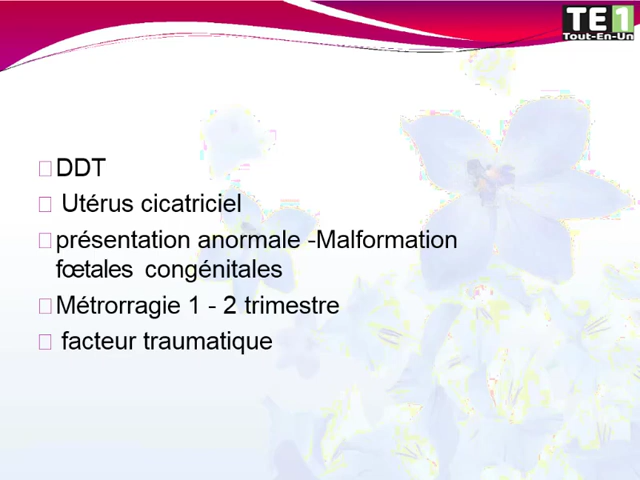 TE1
Tout-En-Un
DDT
Utérus cicatriciel
présentation anormale -Malformation
fœtales congénitales
Métrorragie 1 - 2 trimestre
facteur traumatique